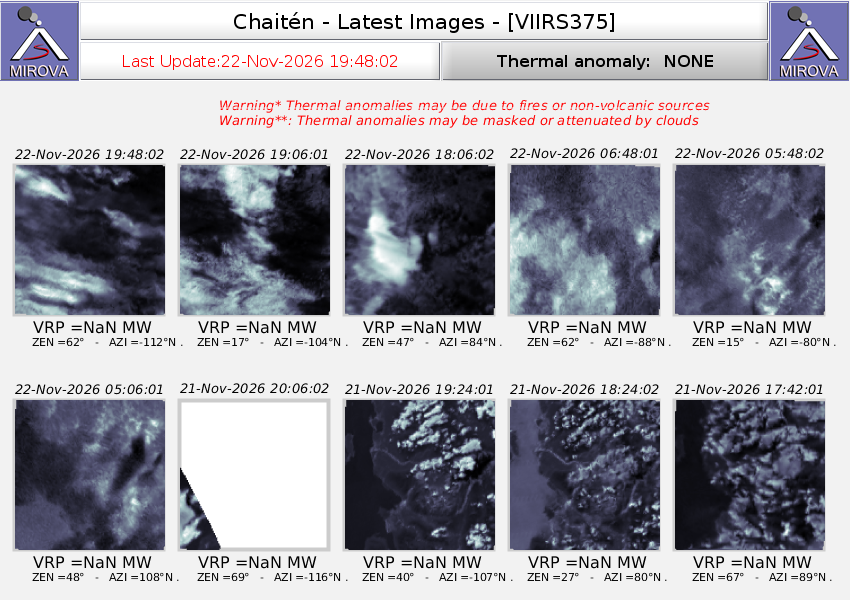 Chaitén - Latest Images - [VIIRS375]
MIROVA
Last Update:22-Nov-2026 19:48:02
Thermal anomaly: NONE
MIROVA
Warning* Thermal anomalies may be due to fires or non-volcanic sources
Warning**: Thermal anomalies may be masked or attenuated by clouds
22-Nov-2026 19:48:02
22-Nov-2026 19:06:01
22-Nov-2026 18:06:02
22-Nov-2026 06:48:01
22-Nov-2026 05:48:02
VRP =NaN MW
VRP =NaN MW
VRP =NaN MW
VRP =NaN MW
VRP =NaN MW
ZEN =62° - AZI =-112°N .
ZEN =17° - AZI =-104°N .
ZEN =47° - AZI =84°N .
ZEN =62° - AZI =-88°N .
ZEN =15° - AZI =-80°N .
22-Nov-2026 05:06:01
21-Nov-2026 20:06:02
21-Nov-2026 19:24:01
21-Nov-2026 18:24:02
21-Nov-2026 17:42:01
VRP =NaN MW
VRP =NaN MW
VRP =NaN MW
VRP =NaN MW
VRP =NaN MW
ZEN =48° - AZI =108°N .
ZEN =69° - AZI =-116°N .
ZEN =40° - AZI =-107°N .
ZEN =27° - AZI =80°N .
ZEN =67° - AZI =89°N .